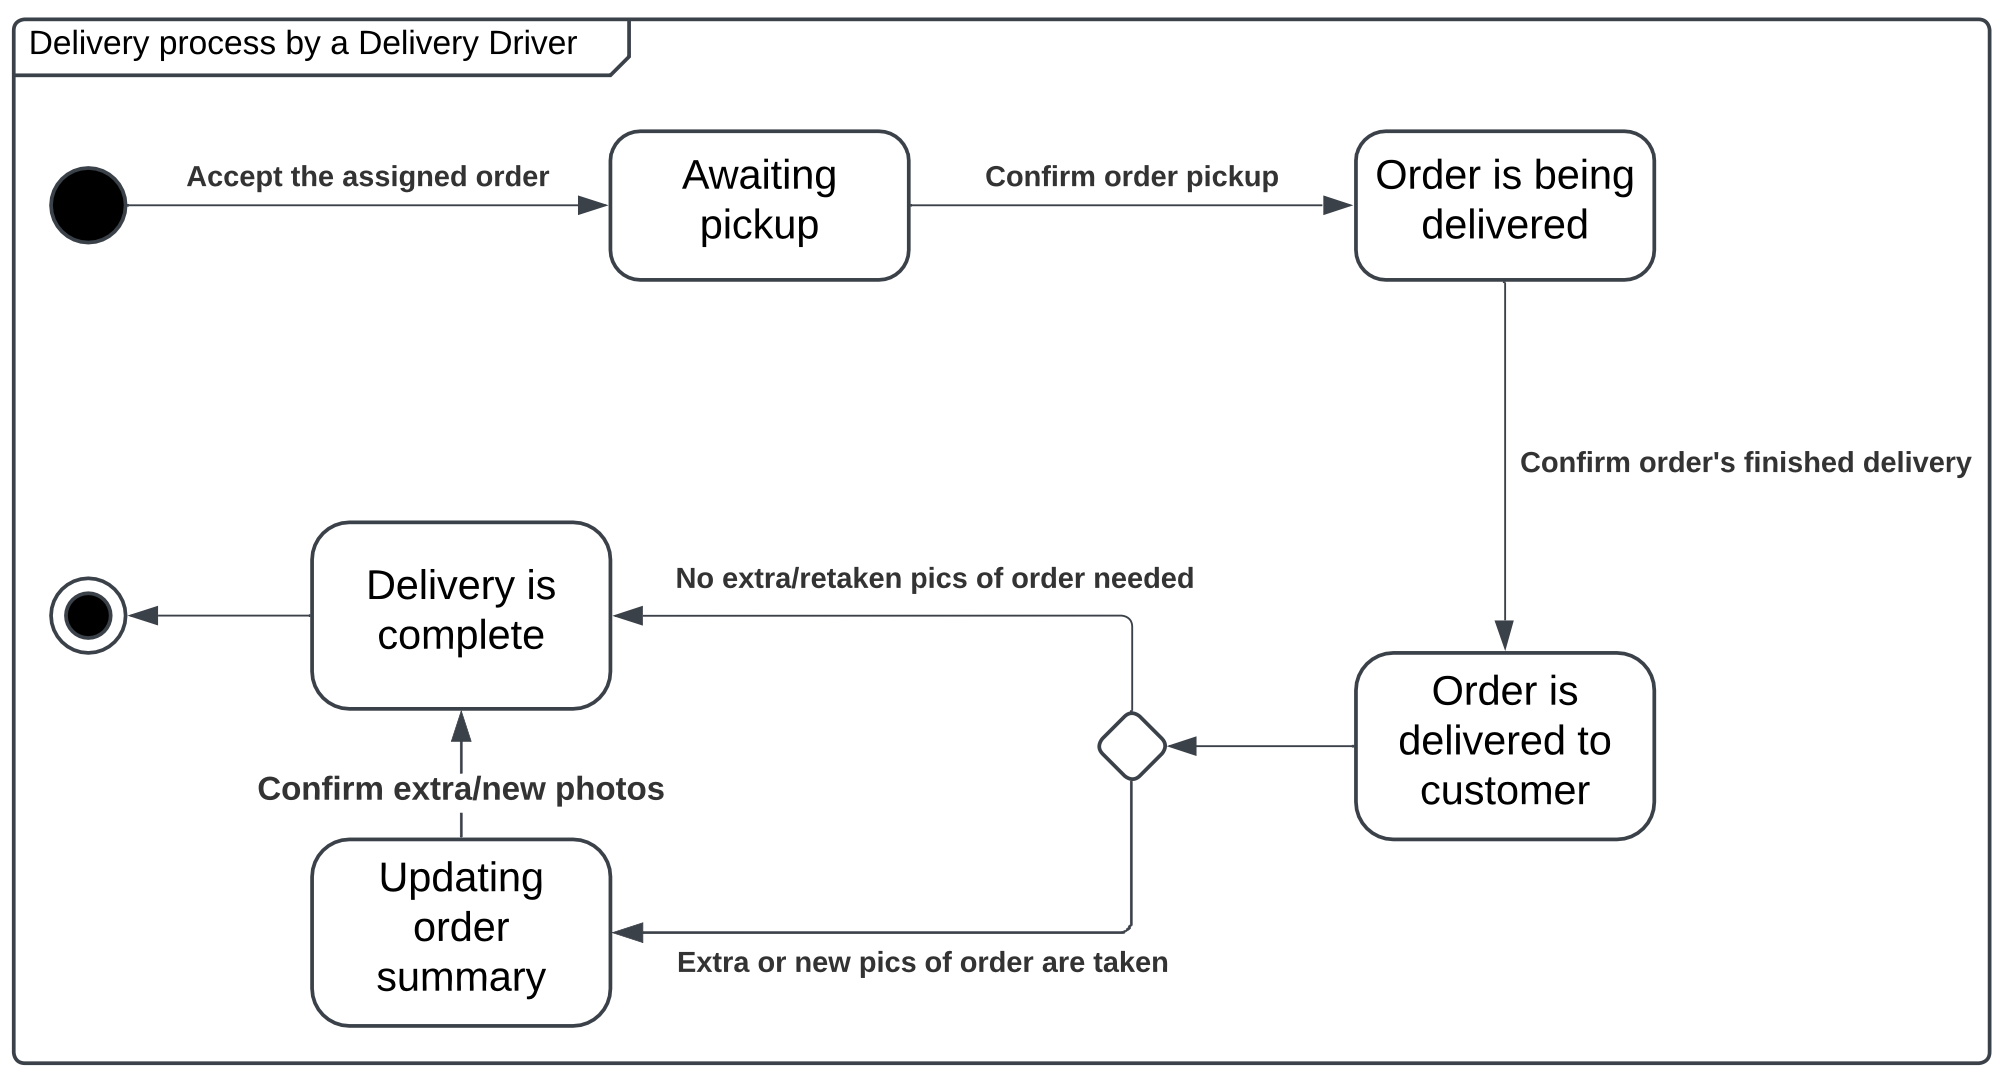 Delivery process by a Delivery Driver
Accept the assigned order
Awaiting
pickup
Confirm order pickup
Order is being
delivered
Confirm order's finished delivery
Order is
delivered to
customer
No extra/retaken pics of order needed
Delivery is
complete
Extra or new pics of order are taken
Updating
order
summary
Confirm extra/new photos